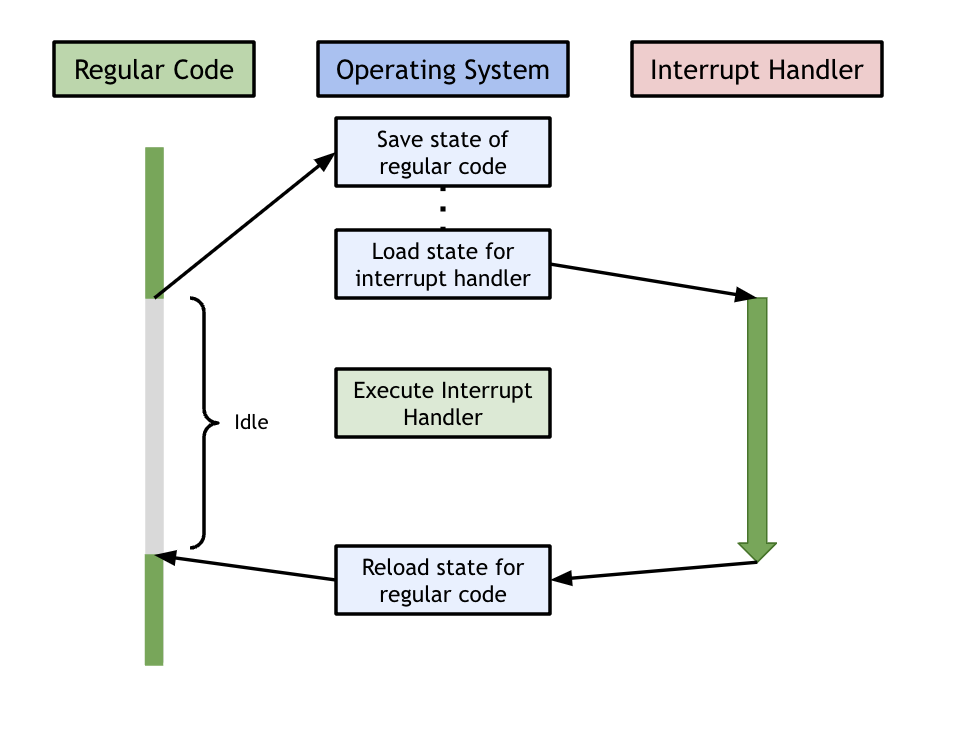 Regular Code
Operating System
Interrupt Handler
Save state of
regular code
Load state for
interrupt handler
Execute Interrupt
Handler
Idle
Reload state for
regular code